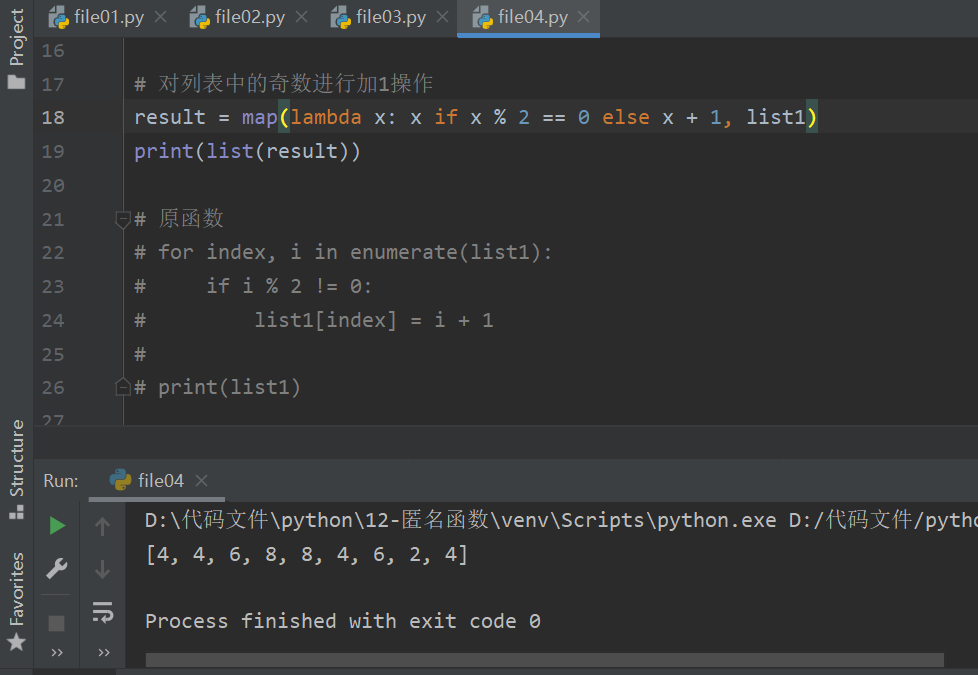 Project
file01.py
file02.py
file03.py
file04.py
16
17 # 对列表中的奇数进行加1操作
18 result = map(lambda x: x if x % 2 == 0 else x + 1, list1)
19 print(list(result))
20
21 # 原函数
22 # for index, i in enumerate(list1):
23 #     if i % 2 != 0:
24 #         list1[index] = i + 1
25 #
26 # print(list1)
27
Structure
Favorites
Run: file04
D:\代码文件\python\12-匿名函数\venv\Scripts\python.exe D:/代码文件/pytho
[4, 4, 6, 8, 8, 4, 6, 2, 4]
Process finished with exit code 0